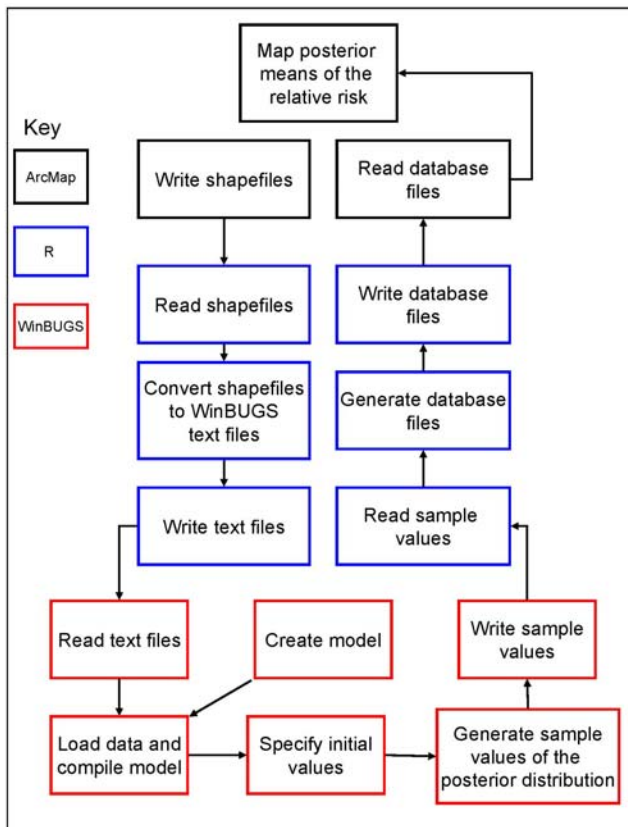 Map posterior
means of the
relative risk
Key
ArcMap
R
WinBUGS
Write shapefiles
Read shapefiles
Convert shapefiles
to WinBUGS
text files
Write text files
Read database
files
Write database
files
Generate database
files
Read sample
values
Read text files
Create model
Write sample
values
Load data and
compile model
Specify initial
values
Generate sample
values of the
posterior distribution